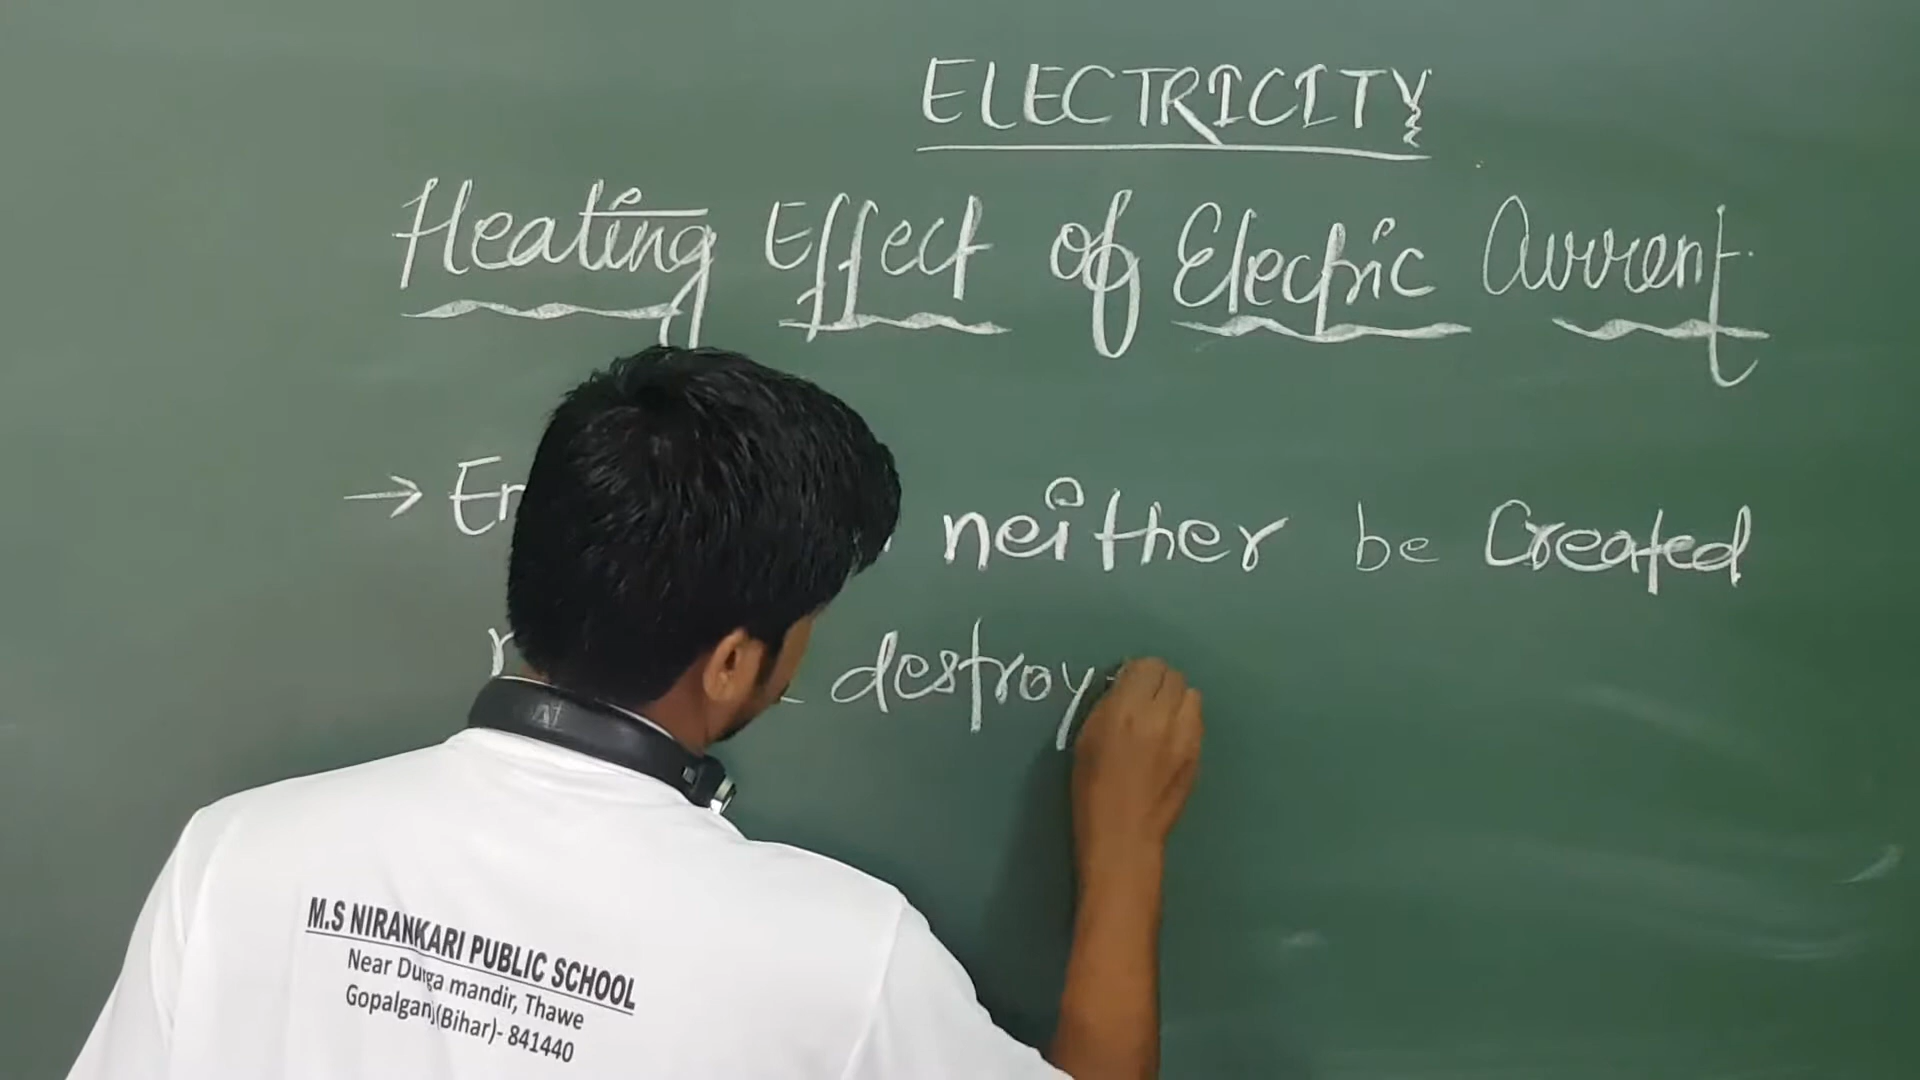 ELECTRICITY
Heating Effect of Electric Current
→ neither be Created
destroy
M.S NIRANKARI PUBLIC SCHOOL
Near Durga mandir, Thawe
Gopalganj(Bihar)- 841440